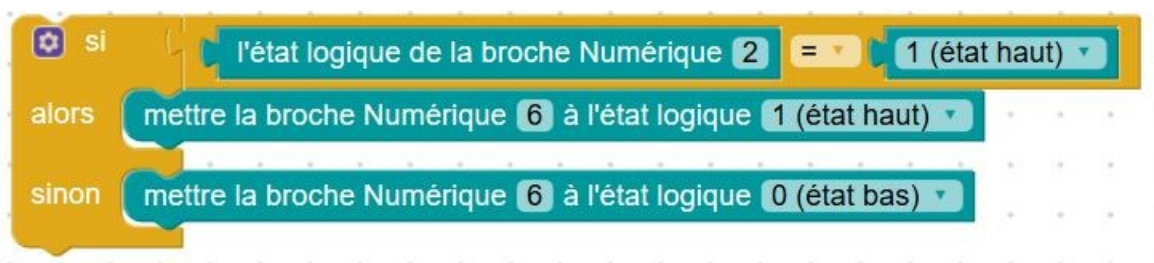 si l'état logique de la broche Numérique 2 = 1 (état haut)
alors mettre la broche Numérique 6 à l'état logique 1 (état haut)
sinon mettre la broche Numérique 6 à l'état logique 0 (état bas)